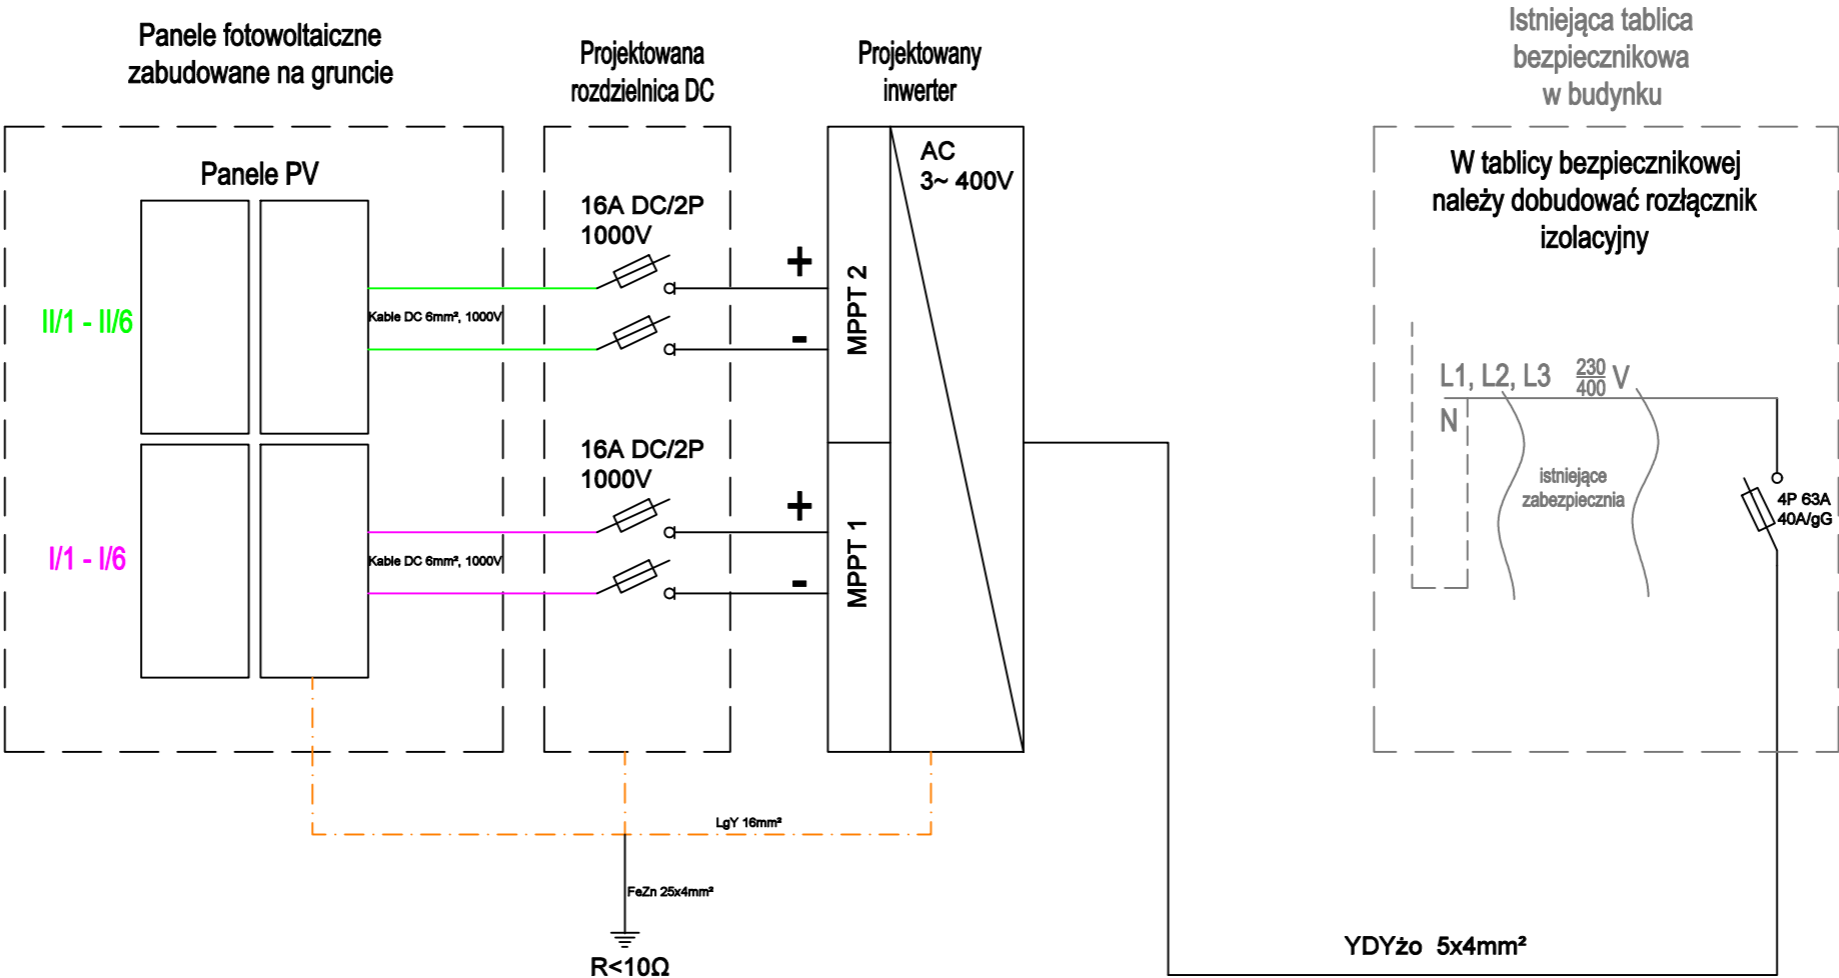 Panele fotowoltaiczne
zabudowane na gruncie
Projektowana
rozdzielnica DC
Projektowany
inwerter
Istniejąca tablica
bezpiecznikowa
w budynku
Panele PV
II/1 - II/6
I/1 - I/6
Kable DC 6mm², 1000V
Kable DC 6mm², 1000V
16A DC/2P
1000V
16A DC/2P
1000V
+
-
+
-
MPPT 2
MPPT 1
AC
3~ 400V
W tablicy bezpiecznikowej
należy dobudować rozłącznik
izolacyjny
L1, L2, L3 230/400 V
N
istniejące
zabezpiecznia
4P 63A
40A/gG
LgY 16mm²
FeZn 25x4mm²
R<10Ω
YDYżo 5x4mm²